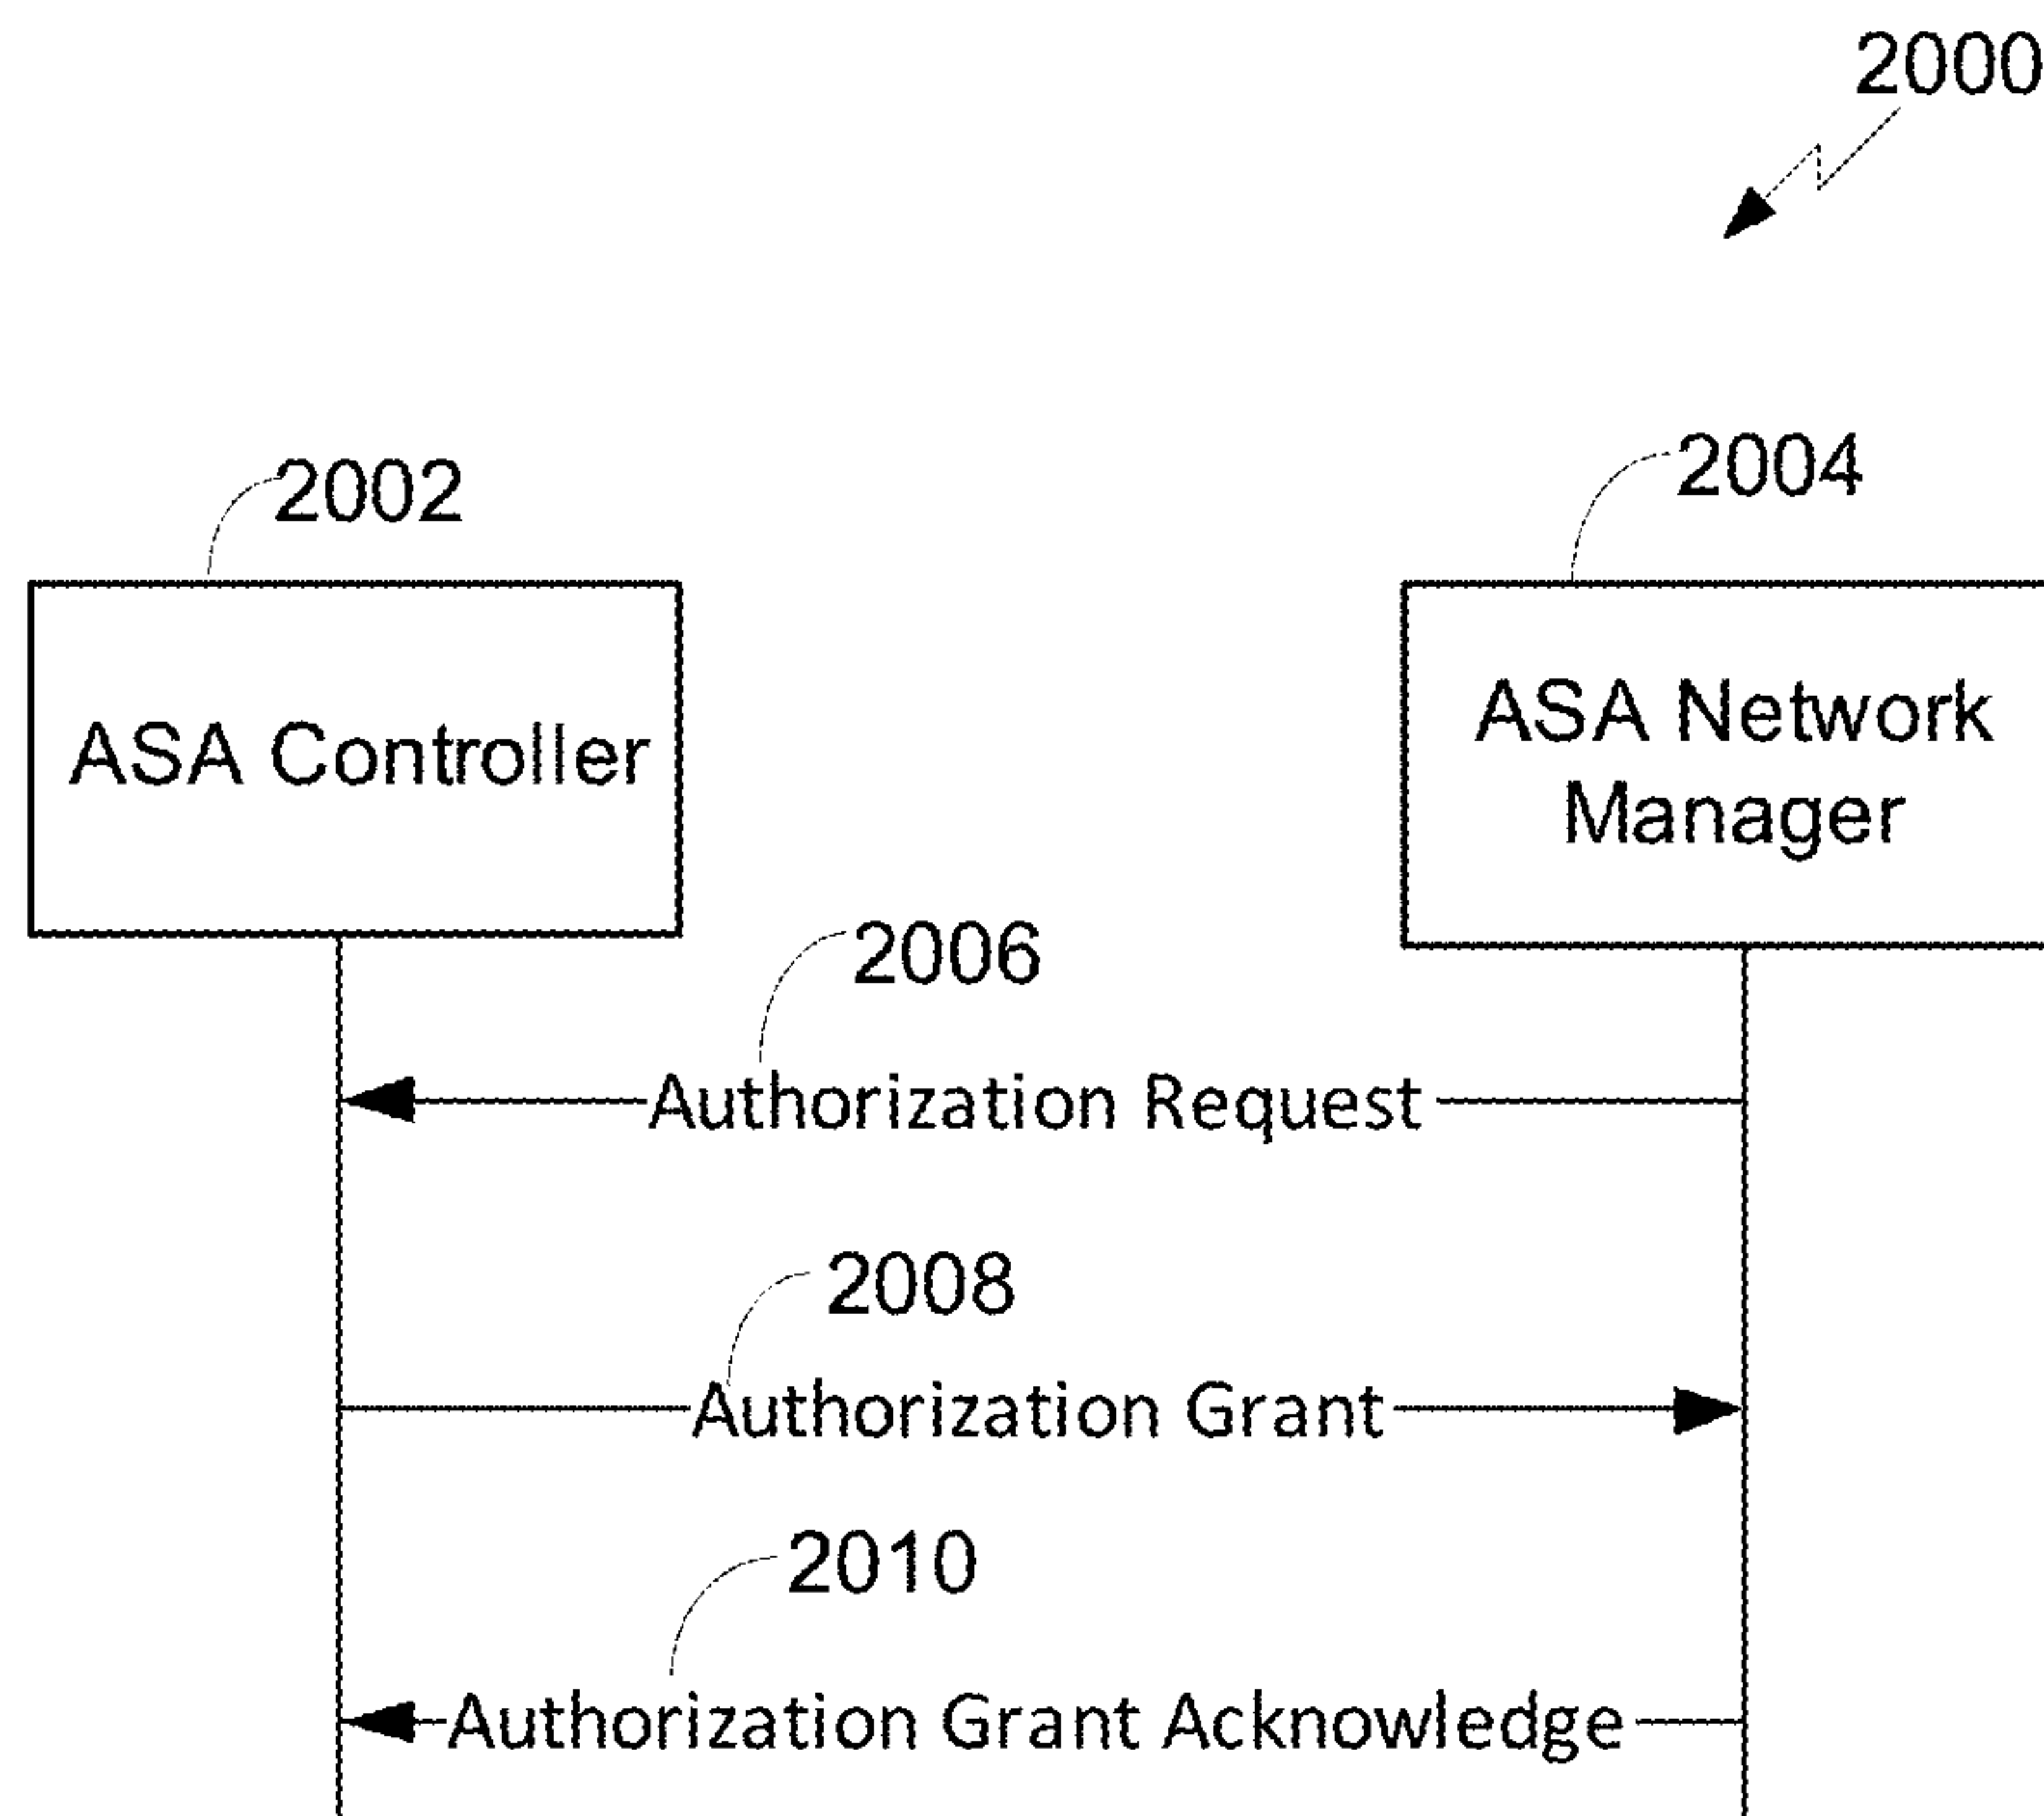 2000
2002
2004
ASA Controller
ASA Network
Manager
2006
Authorization Request
2008
Authorization Grant
2010
Authorization Grant Acknowledge